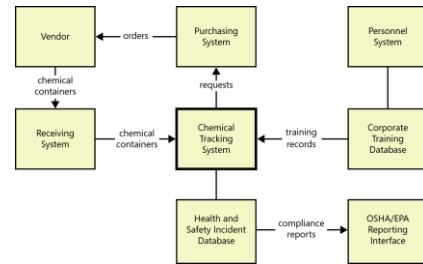 Vendor
orders
Purchasing
System
Personnel
System
chemical
containers
requests
Receiving
System
chemical
containers
Chemical
Tracking
System
training
records
Corporate
Training
Database
Health and
Safety Incident
Database
compliance
reports
OSHA/EPA
Reporting
Interface